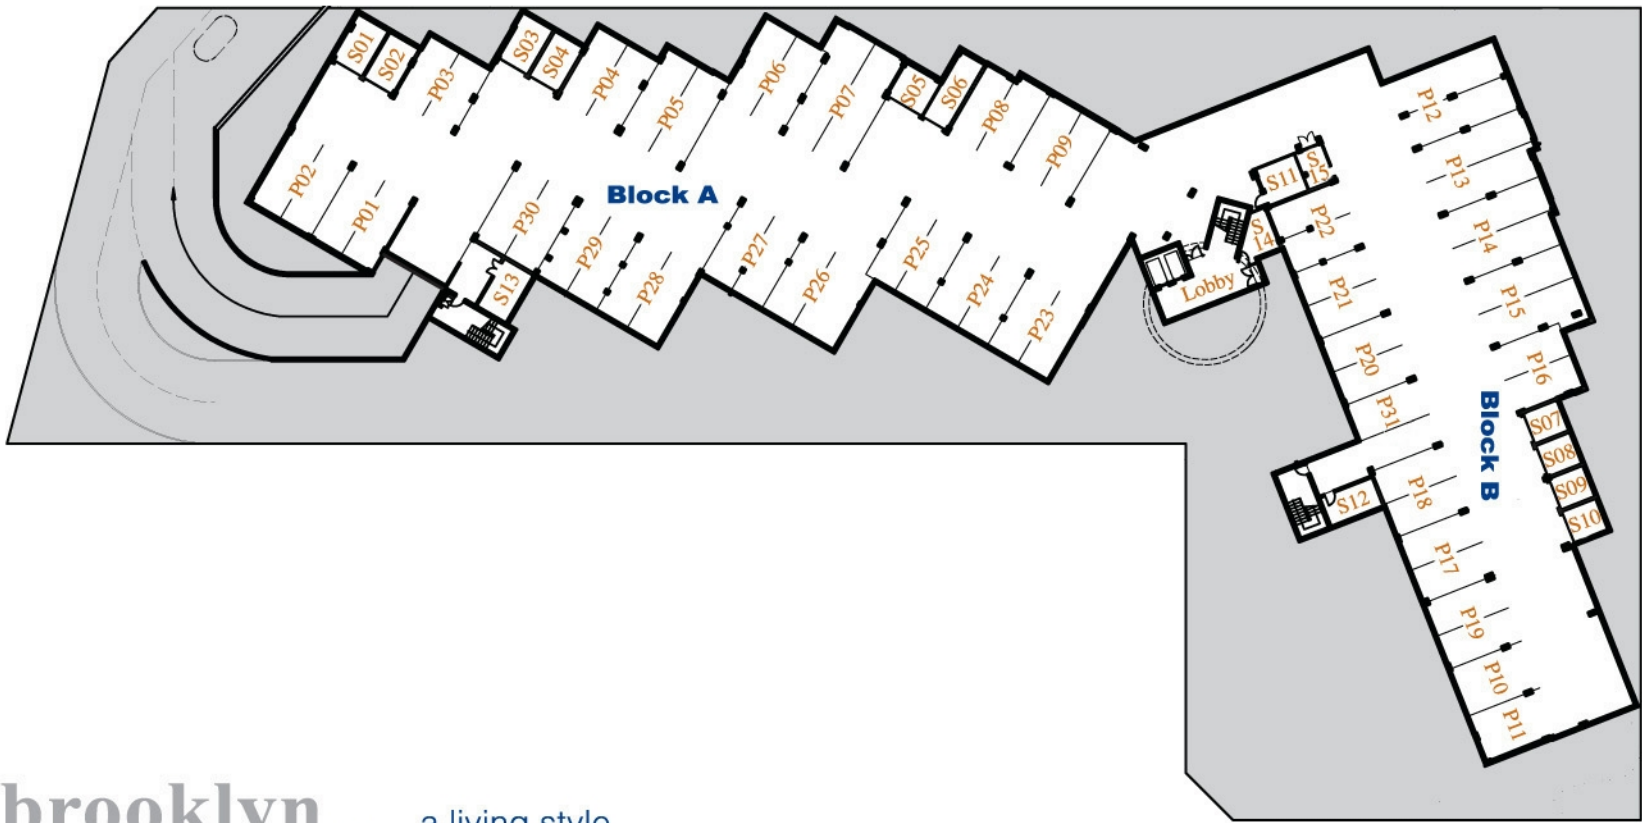 S01
S02
P03
S03
S04
P04
P05
P06
P07
S05
S06
P08
P09
P02
P01
Block A
P30
P29
P28
P27
P26
P25
P24
P23
S13
Lobby
S11
S
15
S
14
P12
P13
P14
P15
P16
P22
P21
P20
P31
Block B
S07
S08
S09
S10
S12
P18
P17
P19
P10
P11
brooklyn
a living style